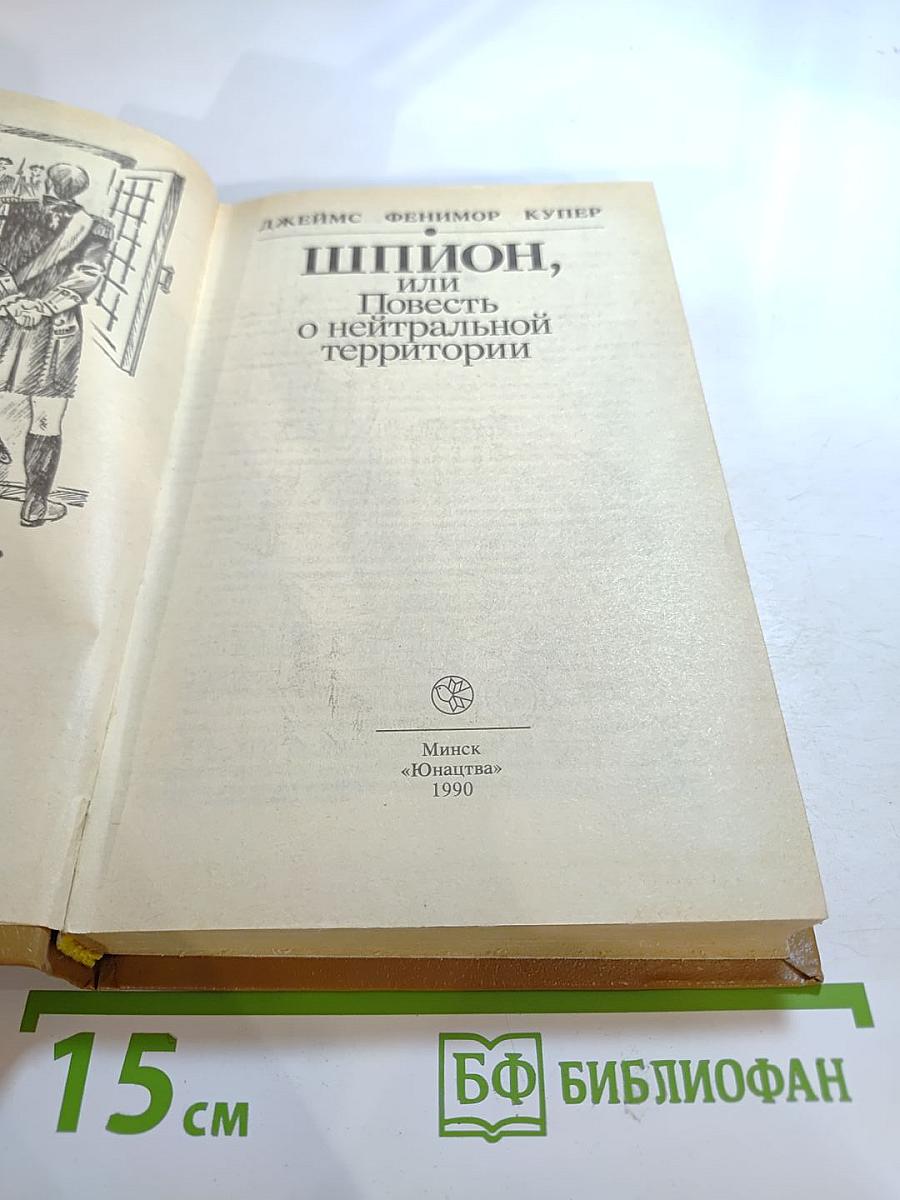 ДЖЕЙМС ФЕНИМОР КУПЕР
ШПИОН,
или
Повесть
о нейтральной
территории
Минск
«Юнацтва»
1990
15 см
БФ БИБЛИОФАН